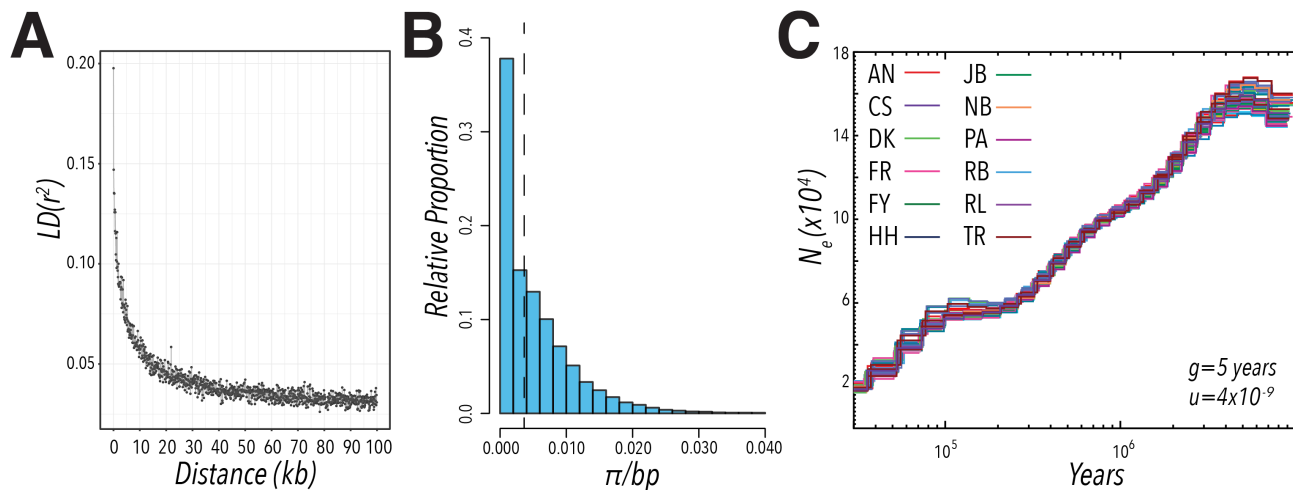 A
LD(r²)
0.20
0.15
0.10
0.05
0 10 20 30 40 50 60 70 80 90 100
Distance (kb)
B
Relative Proportion
0.4
0.3
0.2
0.1
0.0
0.000 0.010 0.020 0.030 0.040
π/bp
C
Nₑ (x10⁴)
18
14
10
6
2
AN JB
CS NB
DK PA
FR RB
FY RL
HH TR
g=5 years
u=4x10⁻⁹
10⁵ 10⁶
Years